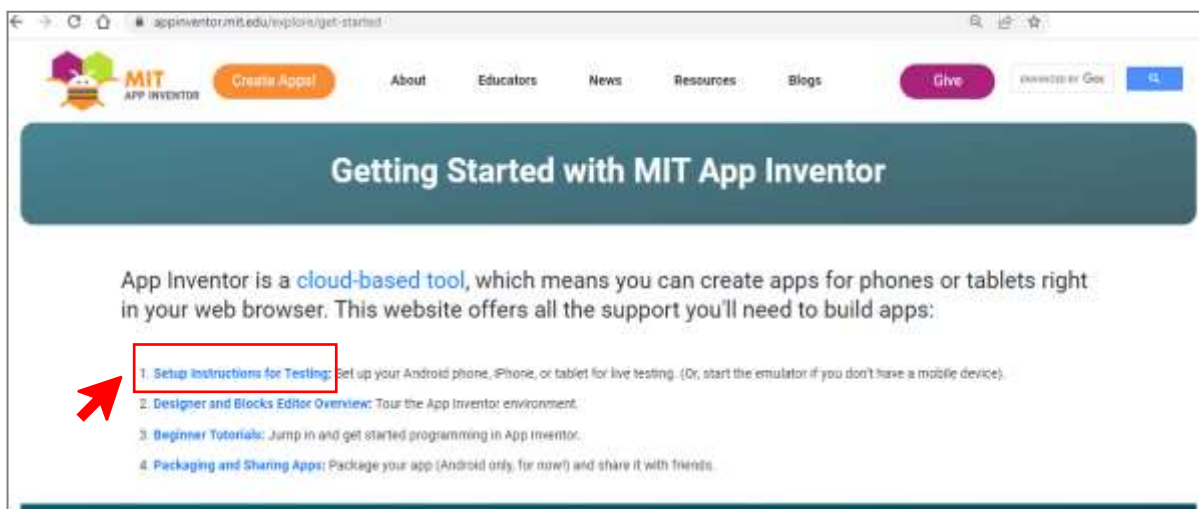 appinventor.mit.edu/explore/get-started
MIT
APP INVENTOR
Create Apps!
About
Educators
News
Resources
Blogs
Give
Getting Started with MIT App Inventor
App Inventor is a cloud-based tool, which means you can create apps for phones or tablets right
in your web browser. This website offers all the support you'll need to build apps:
1. Setup Instructions for Testing: Set up your Android phone, iPhone, or tablet for live testing. (Or, start the emulator if you don't have a mobile device).
2. Designer and Blocks Editor Overview: Tour the App Inventor environment.
3. Beginner Tutorials: Jump in and get started programming in App Inventor.
4. Packaging and Sharing Apps: Package your app (Android only, for now!) and share it with friends.